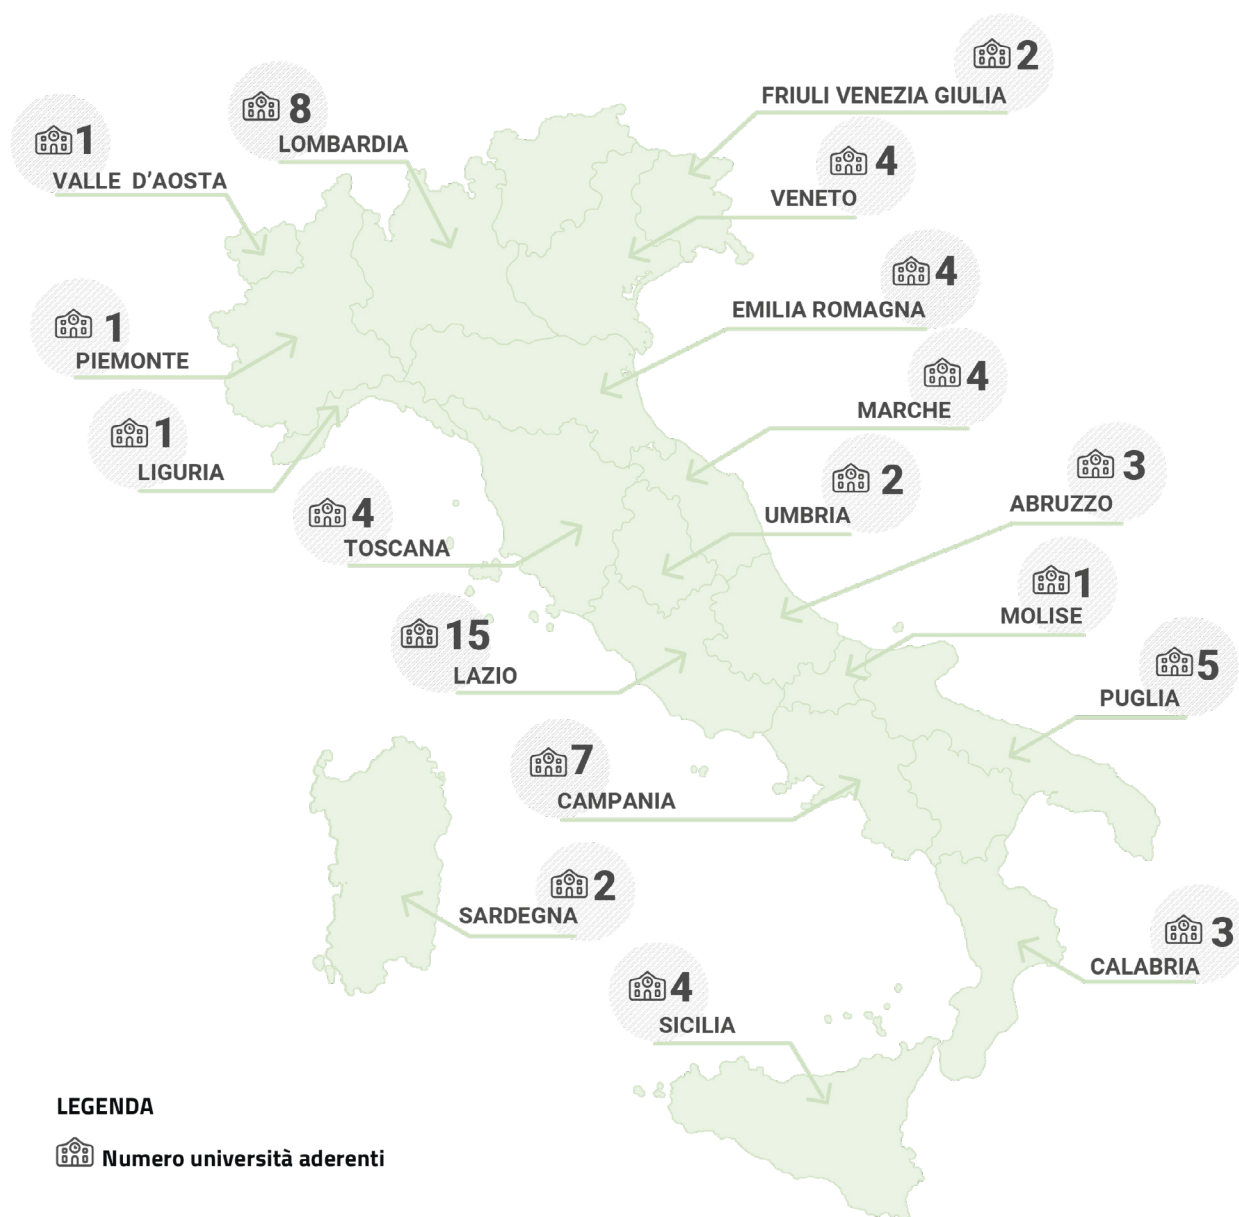 2
FRIULI VENEZIA GIULIA
8
LOMBARDIA
1
VALLE D’AOSTA
4
VENETO
4
EMILIA ROMAGNA
1
PIEMONTE
4
MARCHE
1
LIGURIA
3
ABRUZZO
2
UMBRIA
4
TOSCANA
1
MOLISE
15
LAZIO
5
PUGLIA
7
CAMPANIA
2
SARDEGNA
3
CALABRIA
4
SICILIA
LEGENDA
Numero università aderenti